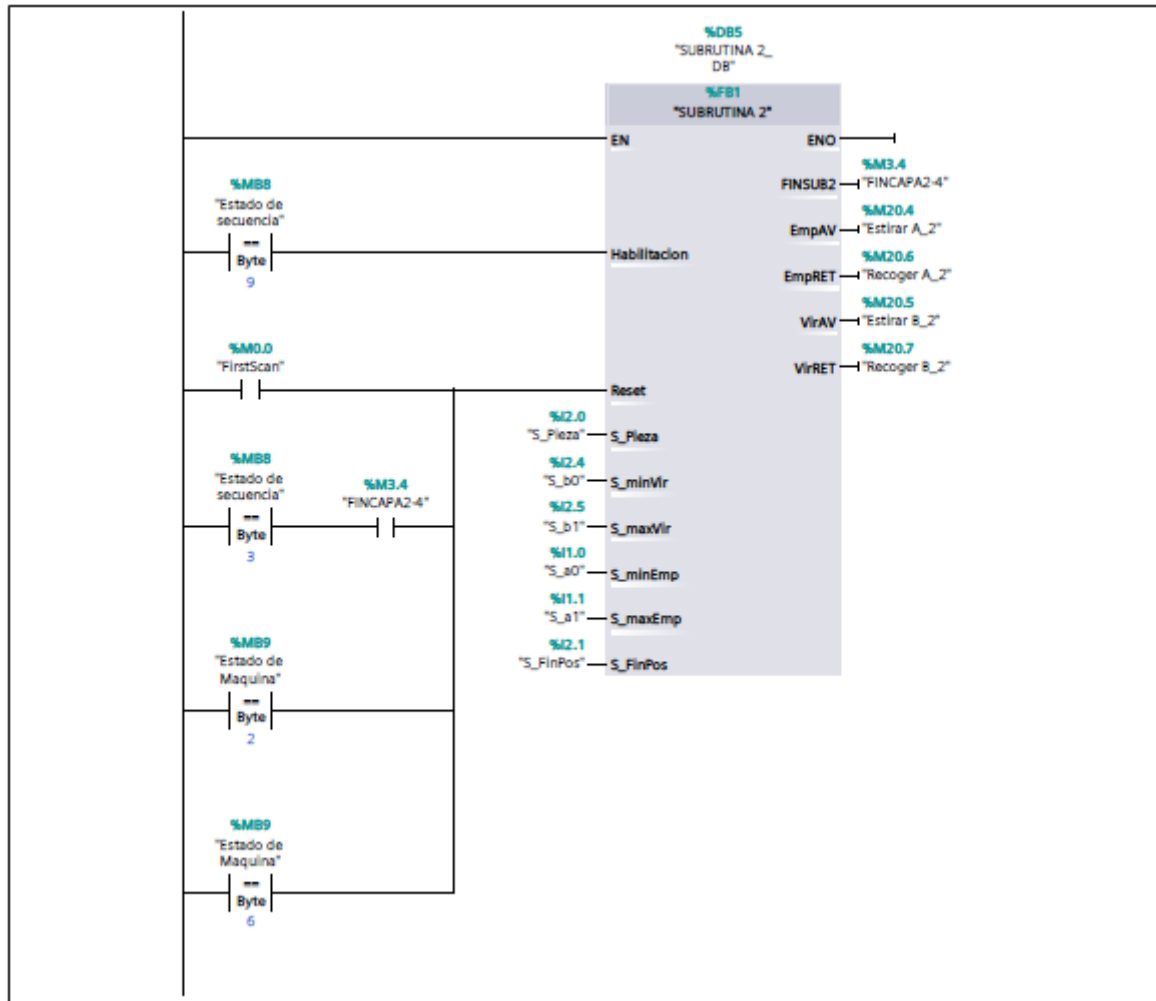 %DB5
"SUBRUTINA 2_
DB"
%FB1
"SUBRUTINA 2"
EN
ENO
%MB8
"Estado de
secuencia"
==
Byte
9
Habilitacion
FINSUB2
%M3.4
"FINCAPA2-4"
EmpAV
%M20.4
"Estirar A_2"
EmpRET
%M20.6
"Recoger A_2"
VirAV
%M20.5
"Estirar B_2"
VirRET
%M20.7
"Recoger B_2"
%M0.0
"FirstScan"
Reset
%I2.0
"S_Pieza"
S_Pieza
%I2.4
"S_b0"
S_minVir
%I2.5
"S_b1"
S_maxVir
%I1.0
"S_a0"
S_minEmp
%I1.1
"S_a1"
S_maxEmp
%I2.1
"S_FinPos"
S_FinPos
%MB8
"Estado de
secuencia"
==
Byte
3
%M3.4
"FINCAPA2-4"
%MB9
"Estado de
Maquina"
==
Byte
2
%MB9
"Estado de
Maquina"
==
Byte
6